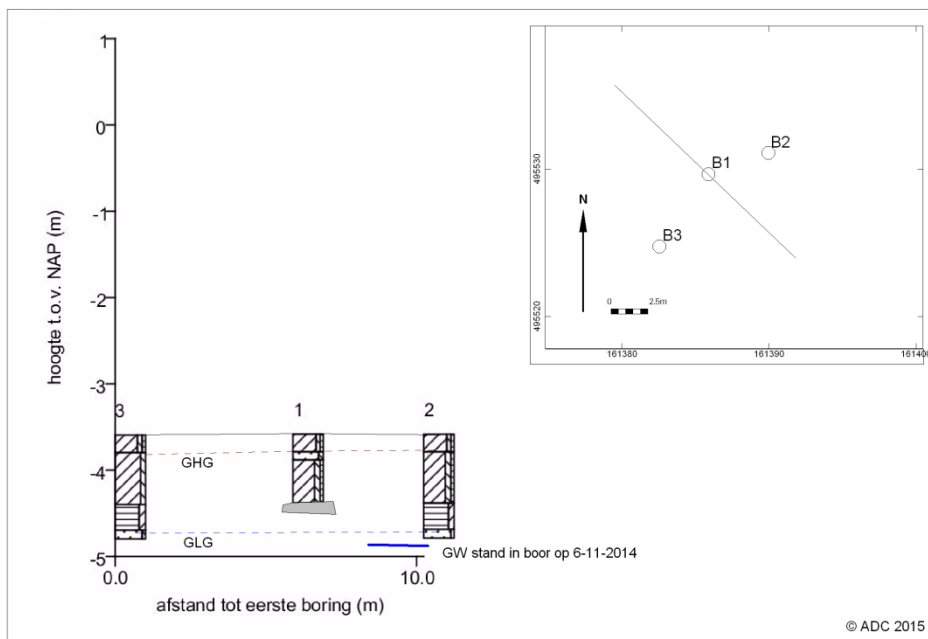 1
0
-1
-2
-3
-4
-5
hoogte t.o.v. NAP (m)
3
1
2
GHG
GLG
GW stand in boor op 6-11-2014
0.0
10.0
afstand tot eerste boring (m)
495530
495520
B1
B2
B3
N
0
2.5m
161380
161390
16140
© ADC 2015